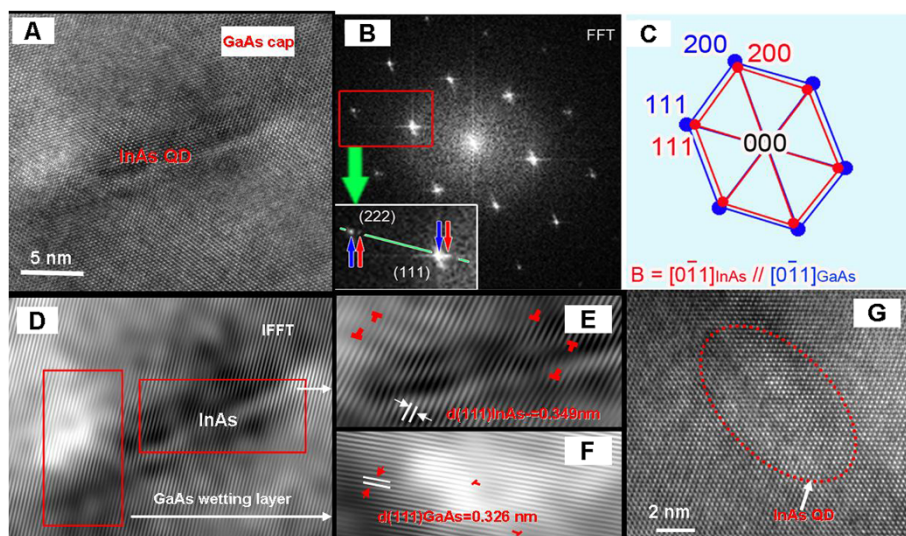 A
GaAs cap
InAs QD
5 nm
B
FFT
(222)
(111)
C
200
200
111
111
000
B = [01̄1]InAs // [01̄1]GaAs
D
IFFT
InAs
GaAs wetting layer
E
d(111)InAs-=0.349nm
F
d(111)GaAs=0.326 nm
G
2 nm
InAs QD